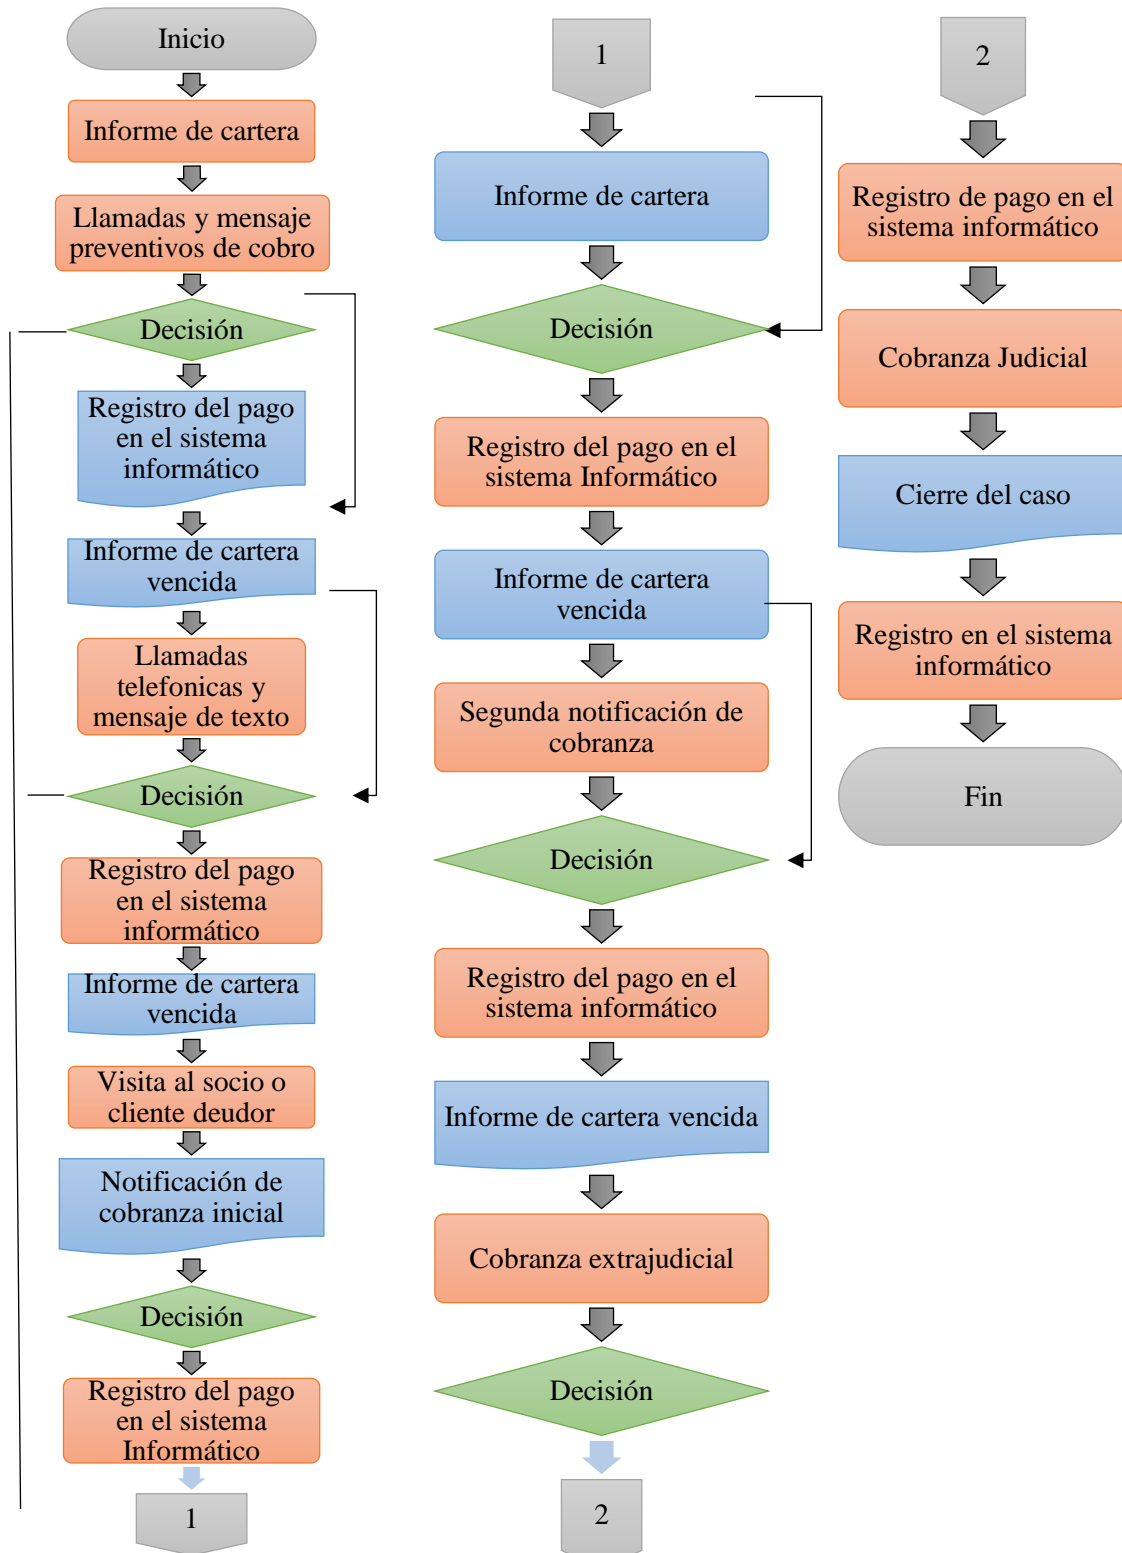 Inicio
Informe de cartera
Llamadas y mensaje
preventivos de cobro
Decisión
Registro del pago
en el sistema
informático
Informe de cartera
vencida
Llamadas
telefonicas y
mensaje de texto
Decisión
Registro del pago
en el sistema
informático
Informe de cartera
vencida
Visita al socio o
cliente deudor
Notificación de
cobranza inicial
Decisión
Registro del pago
en el sistema
Informático
1
1
Informe de cartera
Decisión
Registro del pago en el
sistema Informático
Informe de cartera
vencida
Segunda notificación de
cobranza
Decisión
Registro del pago en el
sistema informático
Informe de cartera vencida
Cobranza extrajudicial
Decisión
2
2
Registro de pago en el
sistema informático
Cobranza Judicial
Cierre del caso
Registro en el sistema
informático
Fin